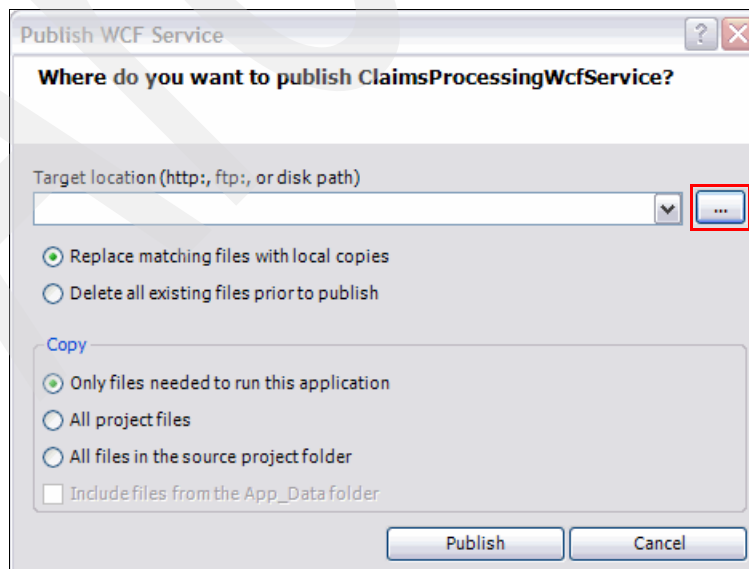 Publish WCF Service
Where do you want to publish ClaimsProcessingWcfService?
Target location (http:, ftp:, or disk path)
...
Replace matching files with local copies
Delete all existing files prior to publish
Copy
Only files needed to run this application
All project files
All files in the source project folder
Include files from the App_Data folder
Publish Cancel